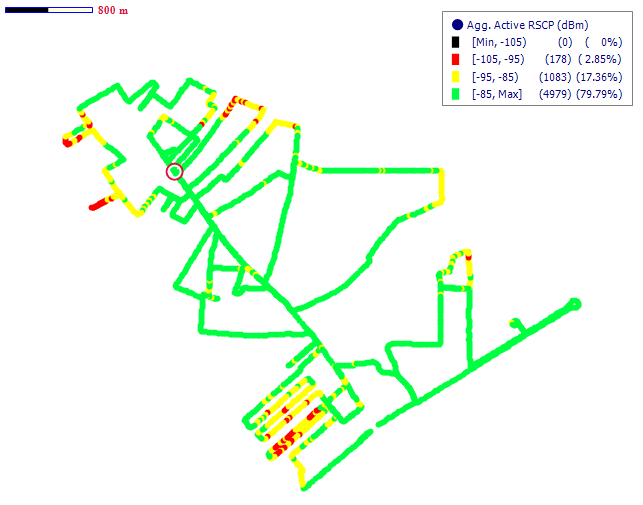 800 m
Agg. Active RSCP (dBm)
[Min, -105) (0) ( 0%)
[-105, -95) (178) ( 2.85%)
[-95, -85) (1083) (17.36%)
[-85, Max] (4979) (79.79%)